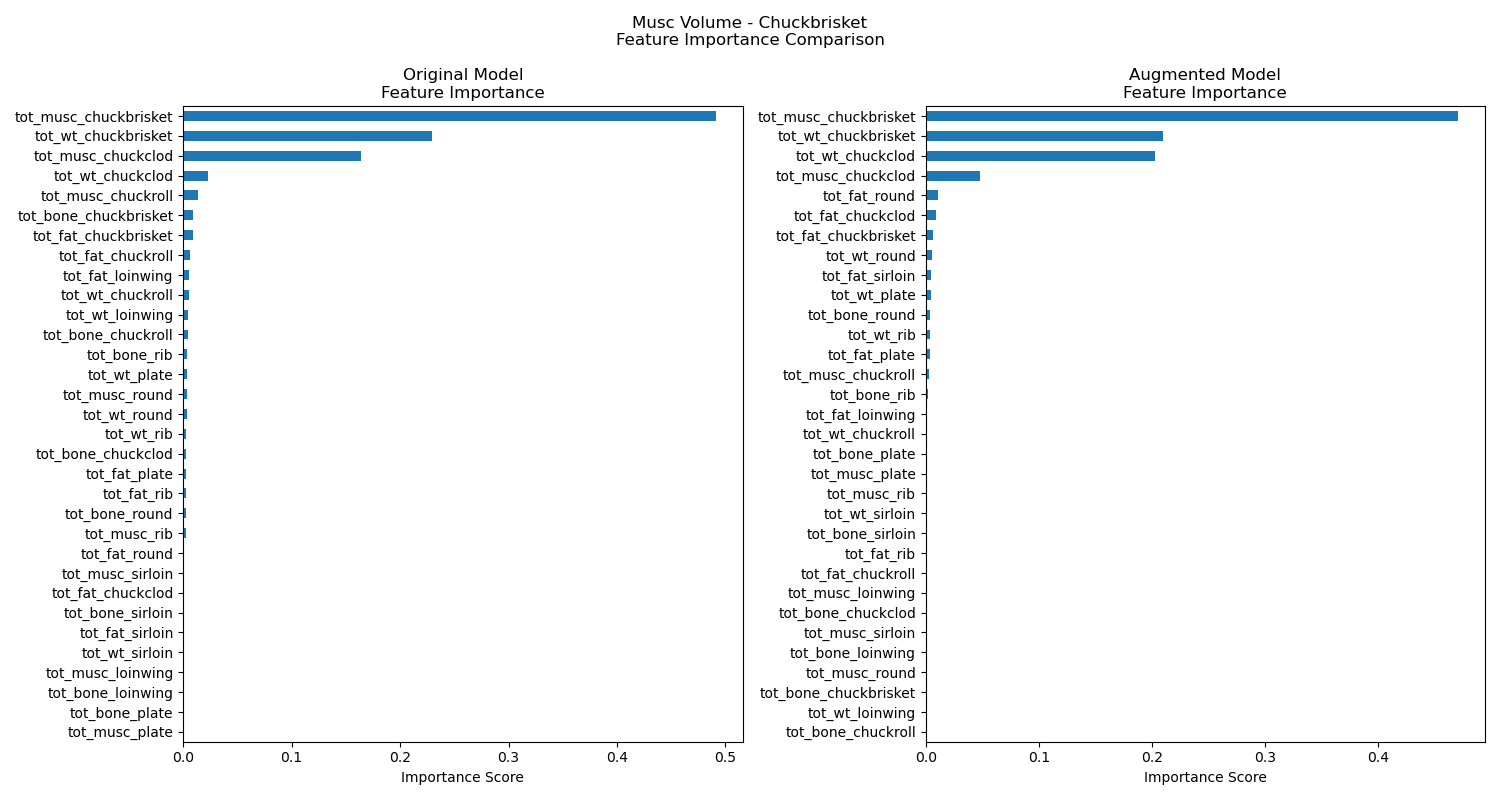 Musc Volume - Chuckbrisket
Feature Importance Comparison
Original Model
Feature Importance
tot_musc_chuckbrisket
tot_wt_chuckbrisket
tot_musc_chuckclod
tot_wt_chuckclod
tot_musc_chuckroll
tot_bone_chuckbrisket
tot_fat_chuckbrisket
tot_fat_chuckroll
tot_fat_loinwing
tot_wt_chuckroll
tot_wt_loinwing
tot_bone_chuckroll
tot_bone_rib
tot_wt_plate
tot_musc_round
tot_wt_round
tot_wt_rib
tot_bone_chuckclod
tot_fat_plate
tot_fat_rib
tot_bone_round
tot_musc_rib
tot_fat_round
tot_musc_sirloin
tot_fat_chuckclod
tot_bone_sirloin
tot_fat_sirloin
tot_wt_sirloin
tot_musc_loinwing
tot_bone_loinwing
tot_bone_plate
tot_musc_plate
0.0 0.1 0.2 0.3 0.4 0.5
Importance Score
Augmented Model
Feature Importance
tot_musc_chuckbrisket
tot_wt_chuckbrisket
tot_wt_chuckclod
tot_musc_chuckclod
tot_fat_round
tot_fat_chuckclod
tot_fat_chuckbrisket
tot_wt_round
tot_fat_sirloin
tot_wt_plate
tot_bone_round
tot_wt_rib
tot_fat_plate
tot_musc_chuckroll
tot_bone_rib
tot_fat_loinwing
tot_wt_chuckroll
tot_bone_plate
tot_musc_plate
tot_musc_rib
tot_wt_sirloin
tot_bone_sirloin
tot_fat_rib
tot_fat_chuckroll
tot_musc_loinwing
tot_bone_chuckclod
tot_musc_sirloin
tot_bone_loinwing
tot_musc_round
tot_bone_chuckbrisket
tot_wt_loinwing
tot_bone_chuckroll
0.0 0.1 0.2 0.3 0.4
Importance Score